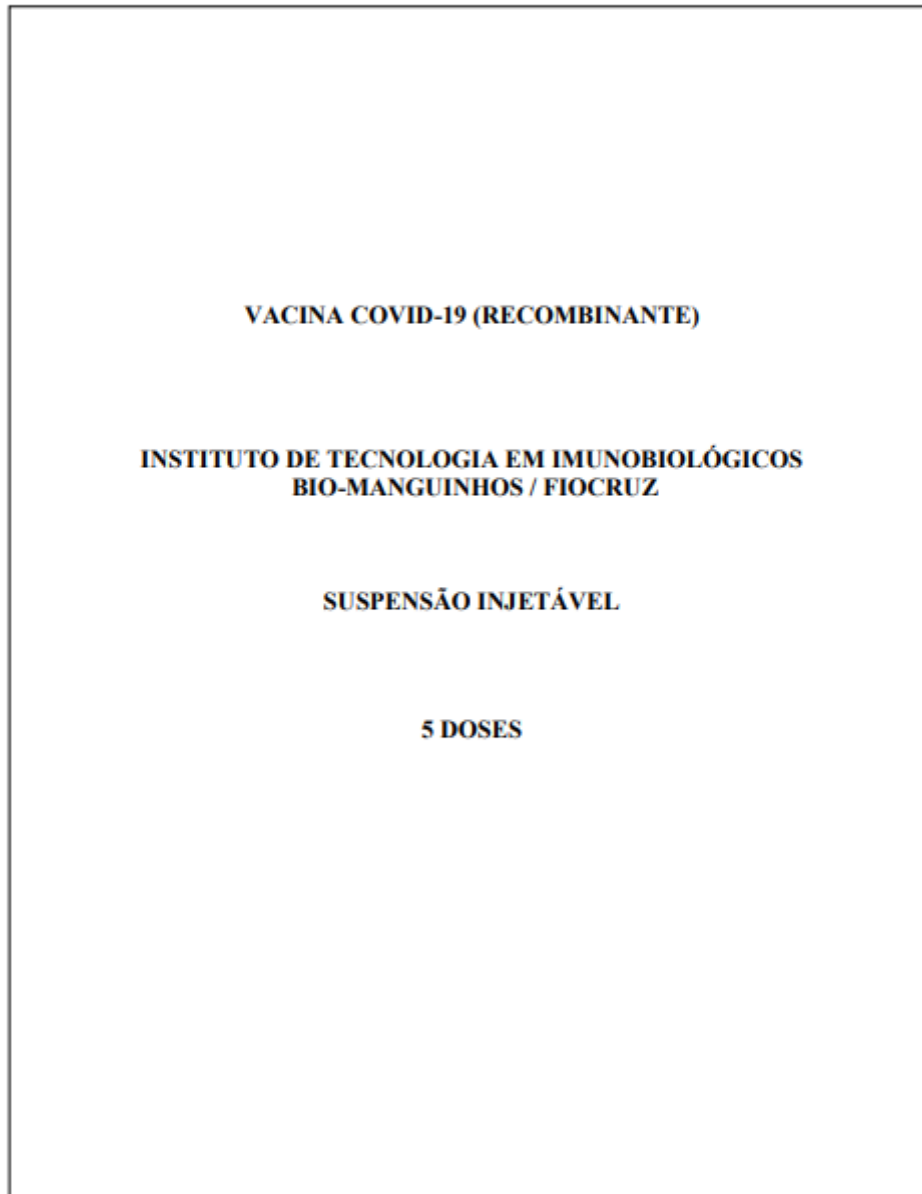 VACINA COVID-19 (RECOMBINANTE)
INSTITUTO DE TECNOLOGIA EM IMUNOBIOLÓGICOS
BIO-MANGUINHOS / FIOCRUZ
SUSPENSÃO INJETÁVEL
5 DOSES